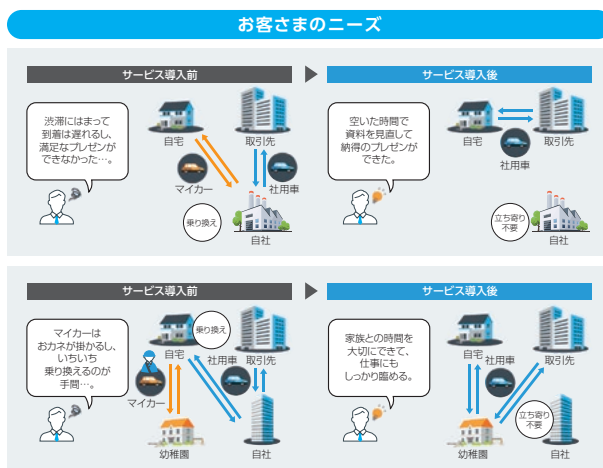 お客さまのニーズ
サービス導入前
サービス導入後
渋滞にはまって
到着は遅れるし、
満足なプレゼンが
できなかった…。
自宅
取引先
マイカー
社用車
乗り換え
自社
空いた時間で
資料を見直して
納得のプレゼンが
できた。
自宅
取引先
社用車
立ち寄り
不要
自社
サービス導入前
サービス導入後
マイカーは
おカネが掛かるし、
いちいち
乗り換えるのが
手間…。
乗り換え
自宅
社用車
取引先
マイカー
幼稚園
自社
家族との時間を
大切にできて、
仕事にも
しっかり臨める。
自宅
社用車
取引先
立ち寄り
不要
幼稚園
自社